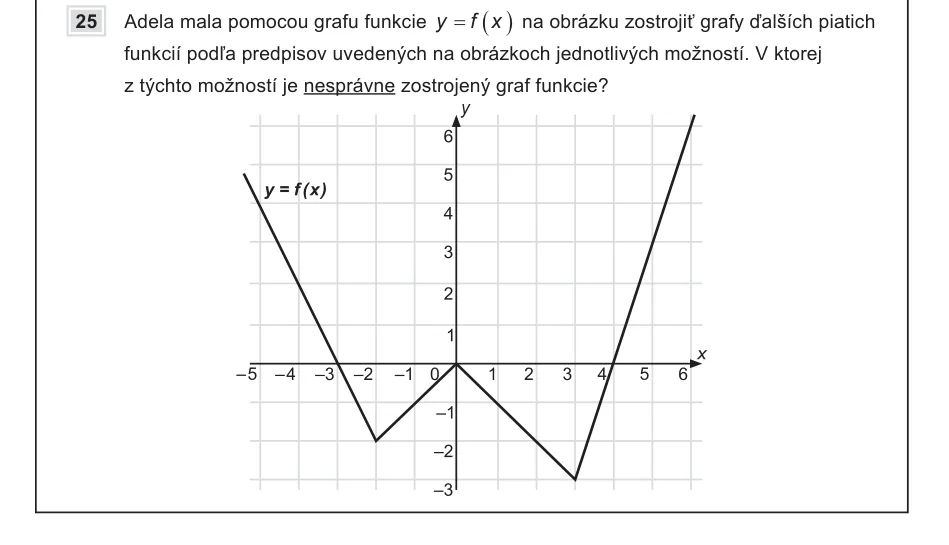 25 Adela mala pomocou grafu funkcie y = f(x) na obrázku zostrojiť grafy ďalších piatich
funkcií podľa predpisov uvedených na obrázkoch jednotlivých možností. V ktorej
z týchto možností je nesprávne zostrojený graf funkcie?
y
6
5
y = f(x)
4
3
2
1
x
–5 –4 –3 –2 –1 0 1 2 3 4 5 6
–1
–2
–3